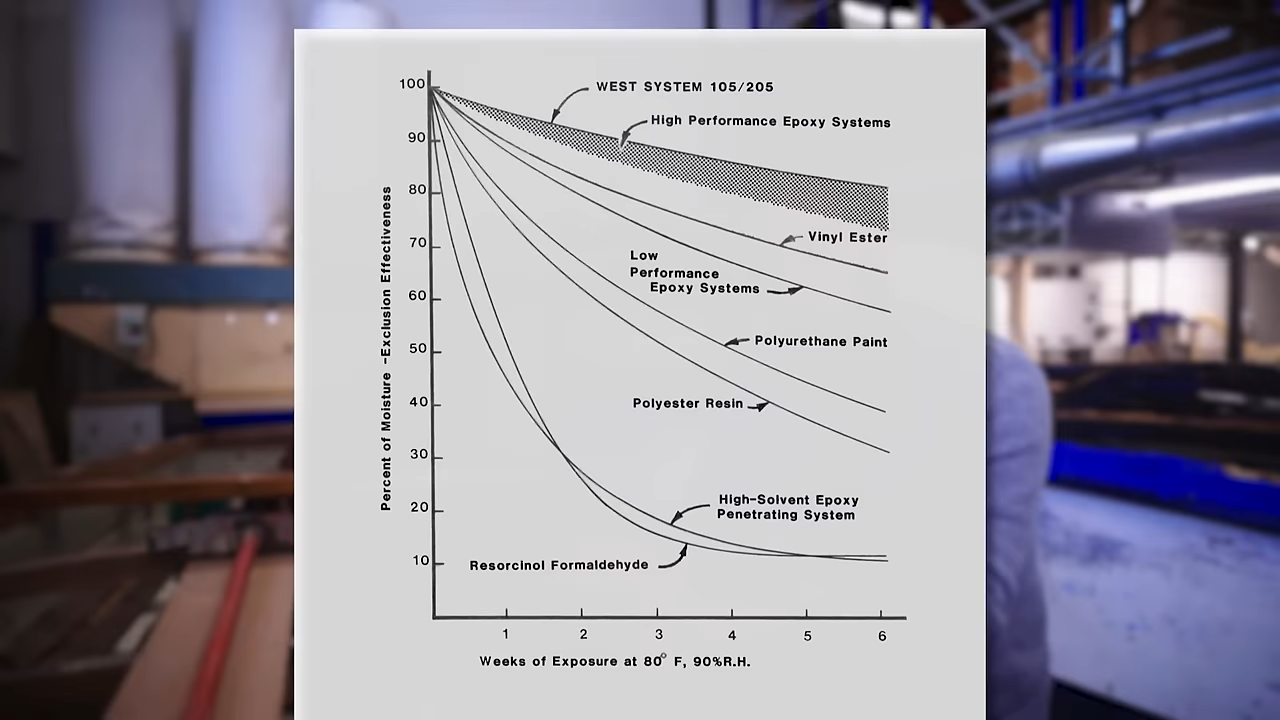 100
WEST SYSTEM 105/205
High Performance Epoxy Systems
90
80
70
Vinyl Ester
Low
Performance
Epoxy Systems
60
Polyurethane Paint
50
40
Polyester Resin
30
High-Solvent Epoxy
Penetrating System
20
10
Resorcinol Formaldehyde
Percent of Moisture -Exclusion Effectiveness
1 2 3 4 5 6
Weeks of Exposure at 80° F, 90%R.H.